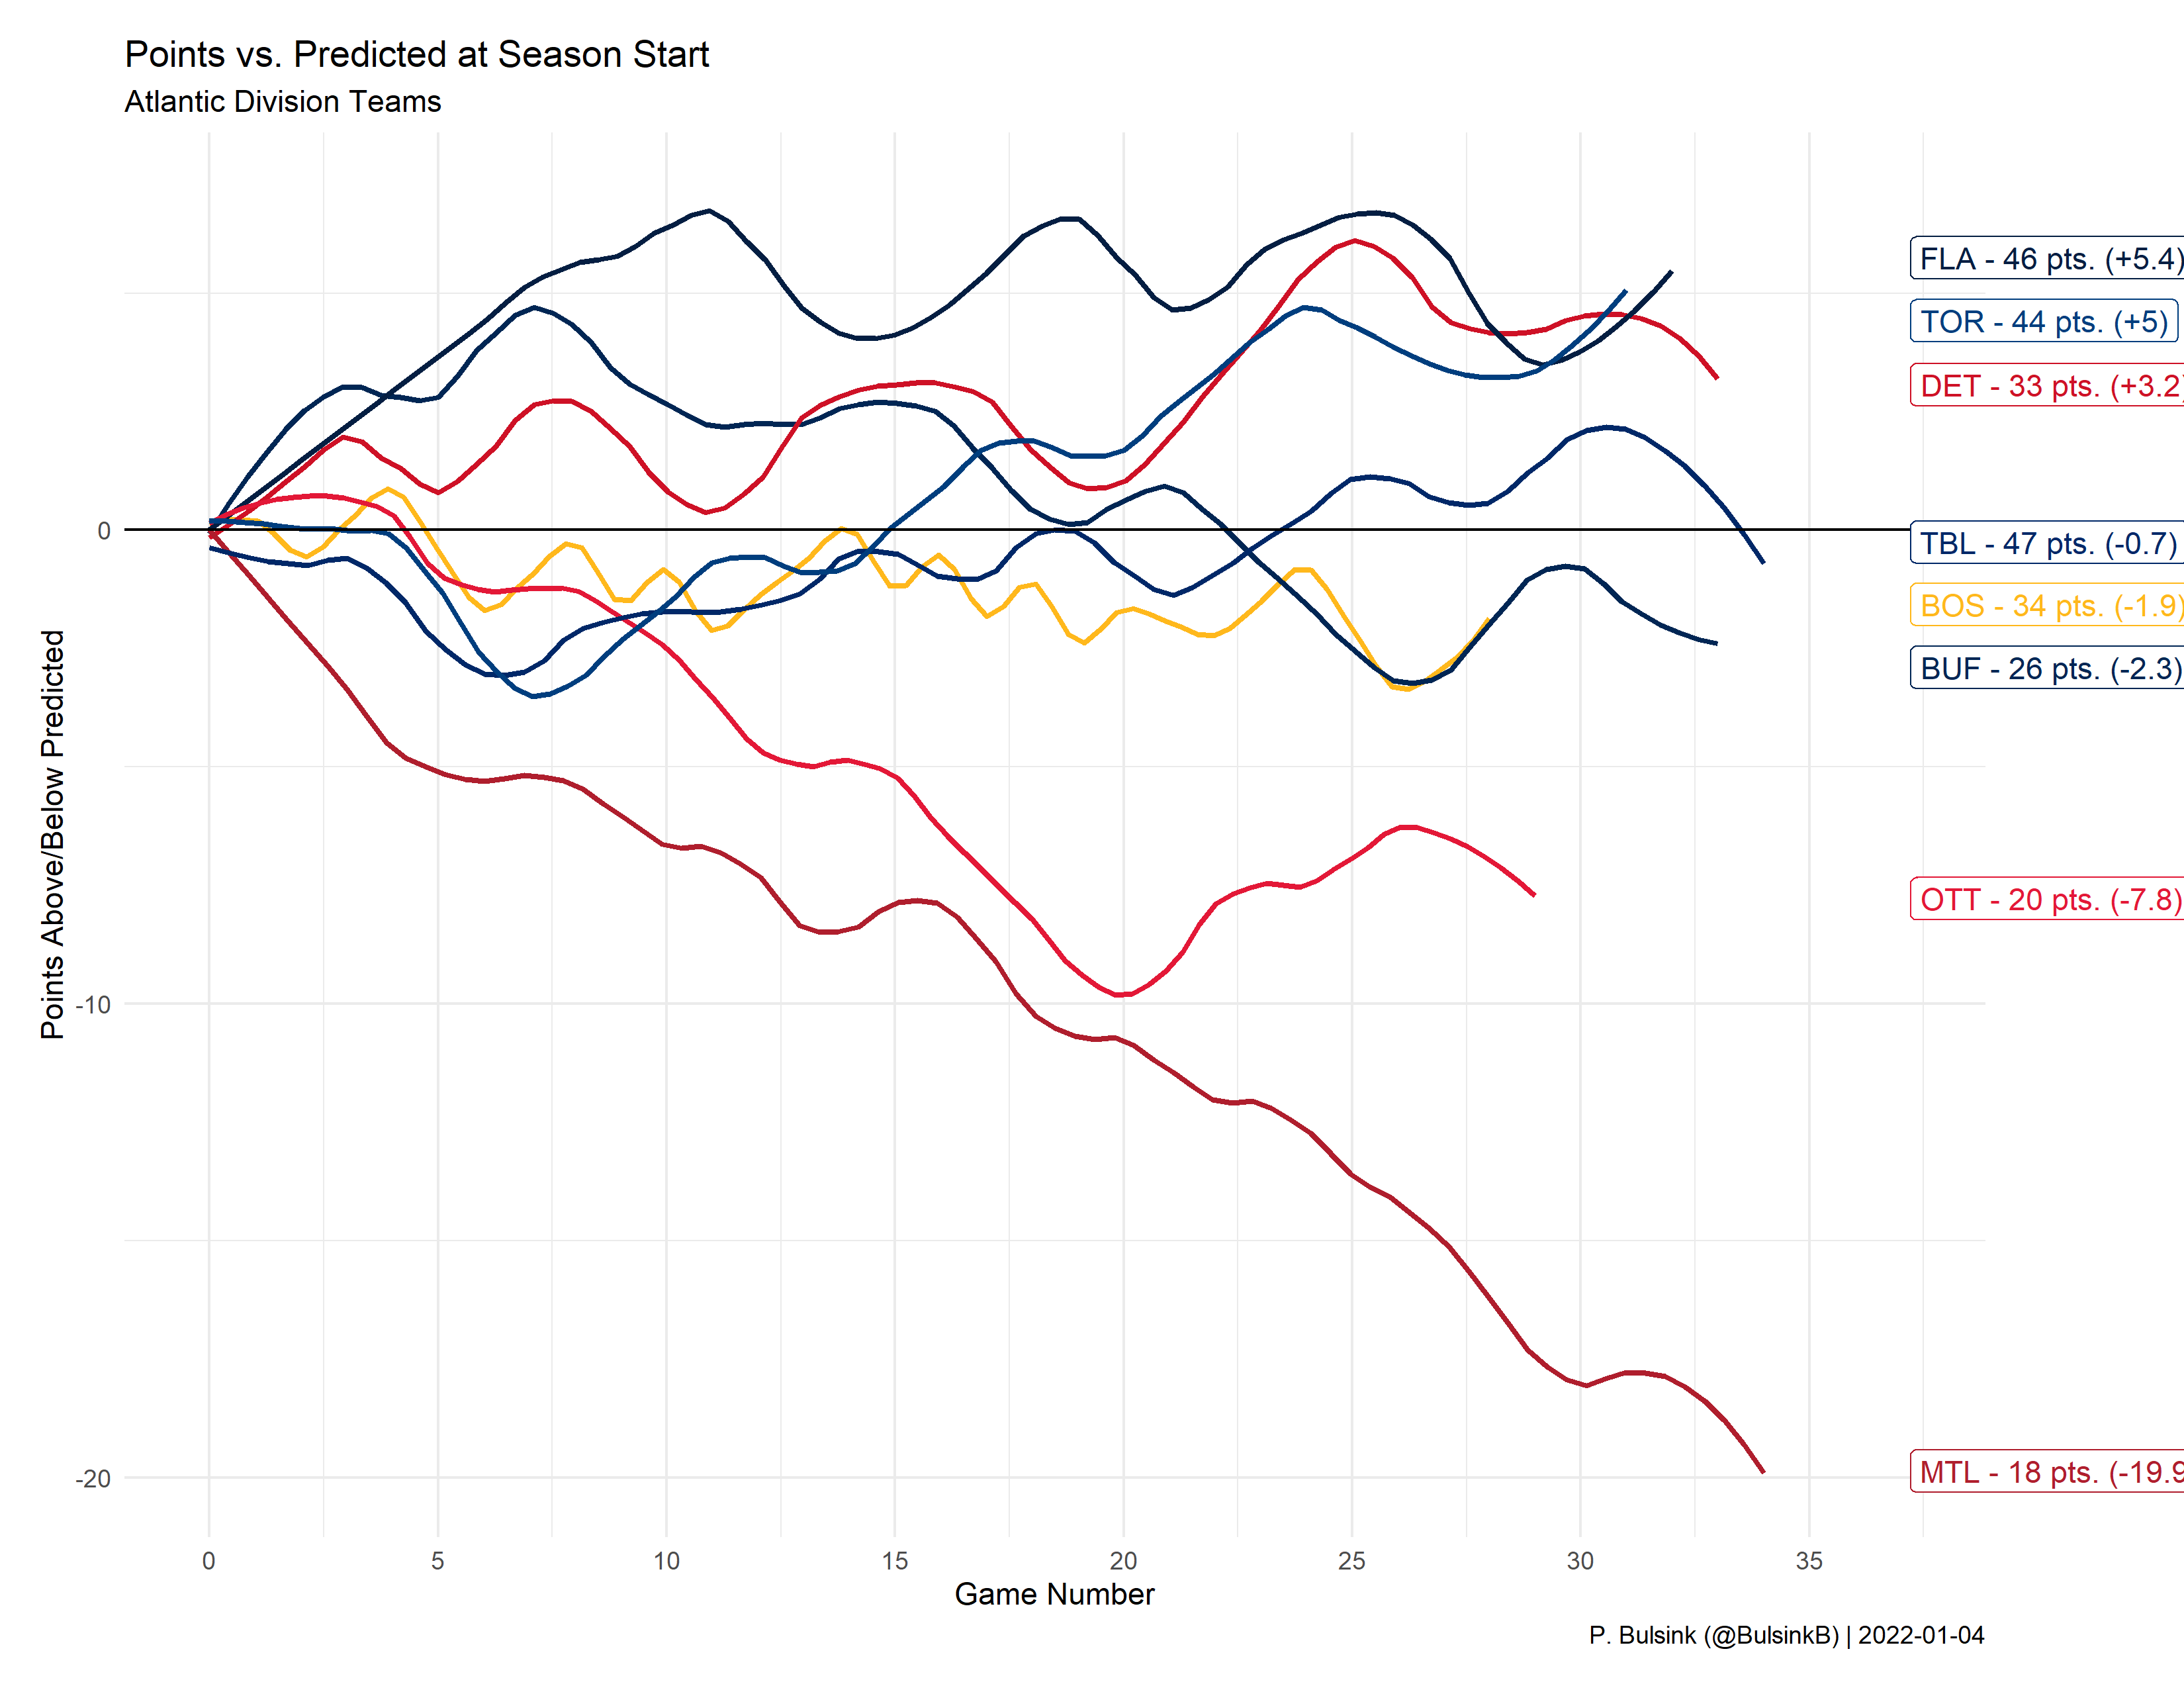 Points vs. Predicted at Season Start
Atlantic Division Teams
Points Above/Below Predicted
0
-10
-20
FLA - 46 pts. (+5.4)
TOR - 44 pts. (+5)
DET - 33 pts. (+3.2)
TBL - 47 pts. (-0.7)
BOS - 34 pts. (-1.9)
BUF - 26 pts. (-2.3)
OTT - 20 pts. (-7.8)
MTL - 18 pts. (-19.9
0 5 10 15 20 25 30 35
Game Number
P. Bulsink (@BulsinkB) | 2022-01-04